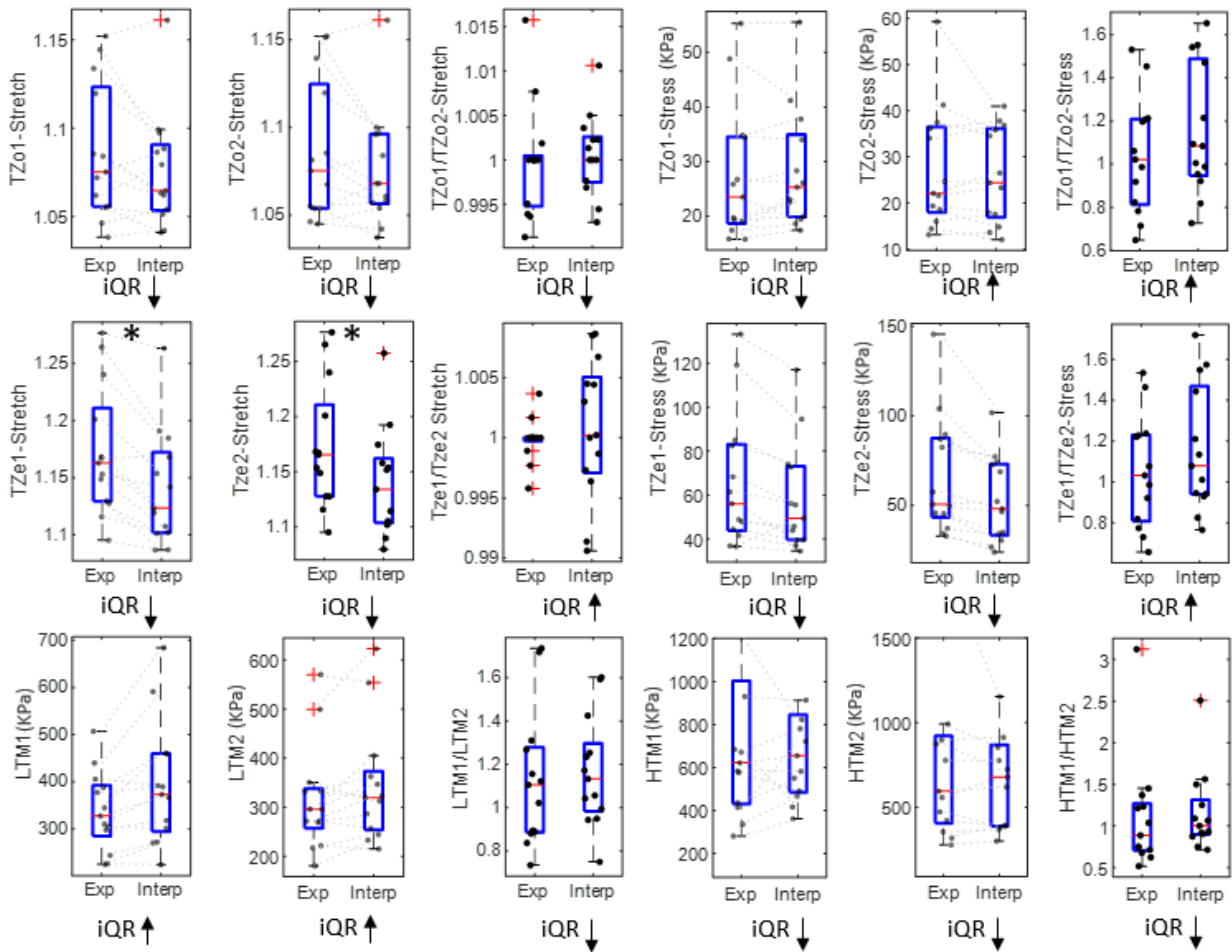 TZo1-Stretch
1.15
1.1
1.05
Exp Interp
iQR
TZo2-Stretch
1.15
1.1
1.05
Exp Interp
iQR
TZo1/TZo2-Stretch
1.015
1.01
1.005
1
0.995
Exp Interp
iQR
TZo1-Stress (KPa)
50
40
30
20
Exp Interp
iQR
TZo2-Stress (KPa)
60
50
40
30
20
10
Exp Interp
iQR
TZo1/TZo2-Stress
1.6
1.4
1.2
1
0.8
0.6
Exp Interp
iQR
TZe1-Stretch
1.25
1.2
1.15
1.1
*
Exp Interp
iQR
Tze2-Stretch
1.25
1.2
1.15
1.1
*
Exp Interp
iQR
Tze1/Tze2 Stretch
1.005
1
0.995
0.99
Exp Interp
iQR
TZe1-Stress (KPa)
120
100
80
60
40
Exp Interp
iQR
TZe2-Stress (KPa)
150
100
50
Exp Interp
iQR
TZe1/TZe2-Stress
1.6
1.4
1.2
1
0.8
Exp Interp
iQR
LTM1(KPa)
700
600
500
400
300
Exp Interp
iQR
LTM2 (KPa)
600
500
400
300
200
Exp Interp
iQR
LTM1/LTM2
1.6
1.4
1.2
1
0.8
Exp Interp
iQR
HTM1 (KPa)
1200
1000
800
600
400
200
Exp Interp
iQR
HTM2 (KPa)
1500
1000
500
Exp Interp
iQR
HTM1/HTM2
3
2.5
2
1.5
1
0.5
Exp Interp
iQR